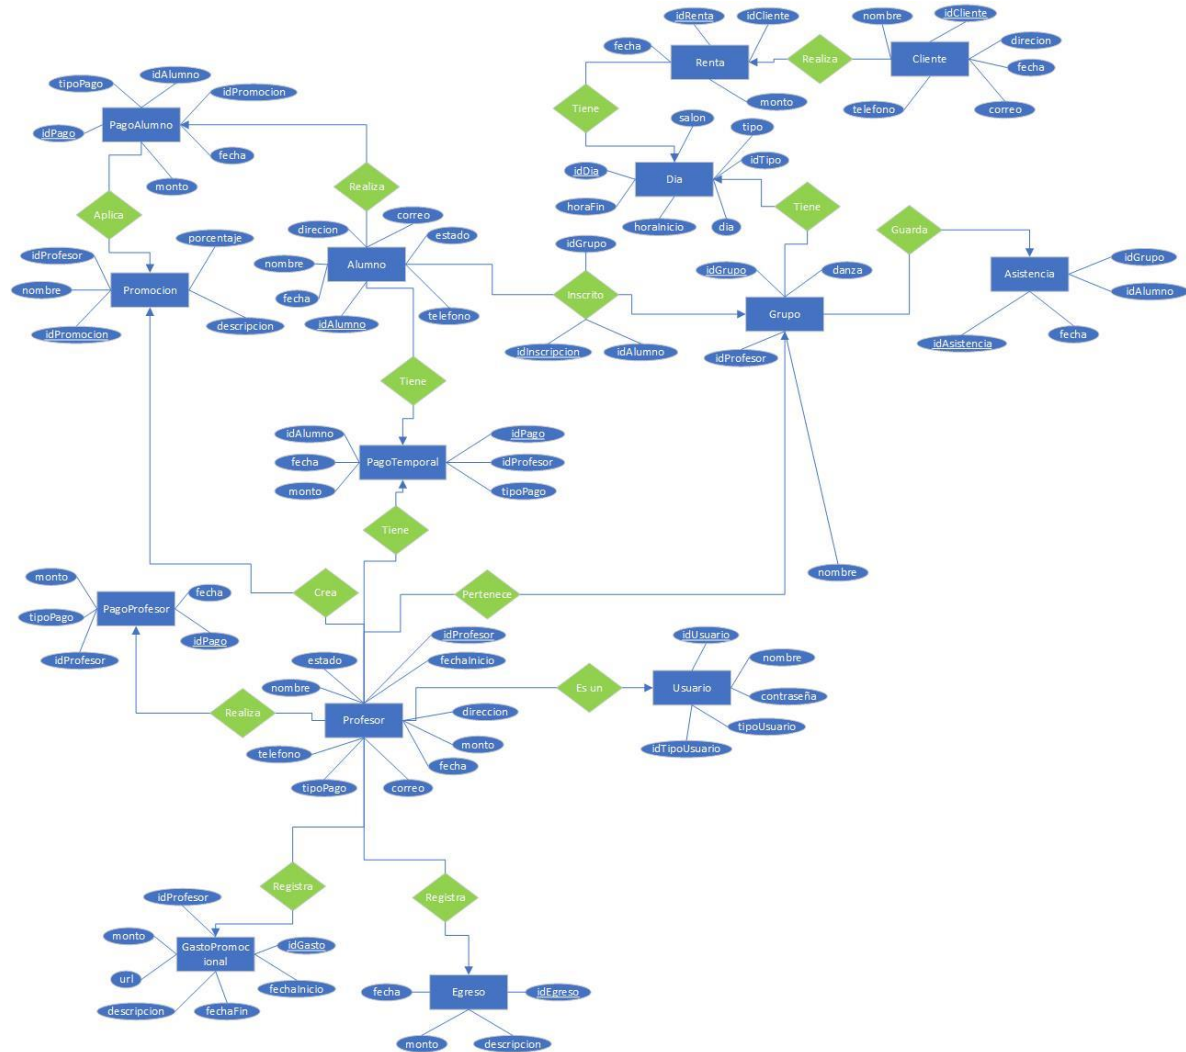 idRenta
idCliente
nombre
idCliente
fecha
Renta
Realiza
Cliente
direcion
fecha
monto
telefono
correo
tipoPago
idAlumno
idPromocion
idPago
PagoAlumno
fecha
monto
Tiene
salon
tipo
idTipo
idDia
Dia
horaFin
horaInicio
dia
Realiza
Aplica
Tiene
Guarda
idProfesor
porcentaje
nombre
Promocion
idPromocion
descripcion
direcion
correo
estado
nombre
Alumno
fecha
idAlumno
telefono
idGrupo
Inscrito
idInscripcion
idAlumno
idGrupo
danza
Grupo
idProfesor
Asistencia
idGrupo
idAlumno
idAsistencia
fecha
Tiene
idAlumno
idPago
fecha
PagoTemporal
idProfesor
monto
tipoPago
Tiene
nombre
monto
fecha
PagoProfesor
tipoPago
idProfesor
idPago
Crea
Pertenece
estado
idProfesor
fechaInicio
nombre
Realiza
Profesor
direccion
monto
telefono
fecha
tipoPago
correo
Es un
idUsuario
nombre
Usuario
contraseña
tipoUsuario
idTipoUsuario
Registra
Registra
idProfesor
monto
GastoPromoc
ional
idGasto
url
fechaInicio
descripcion
fechaFin
fecha
Egreso
idEgreso
monto
descripcion